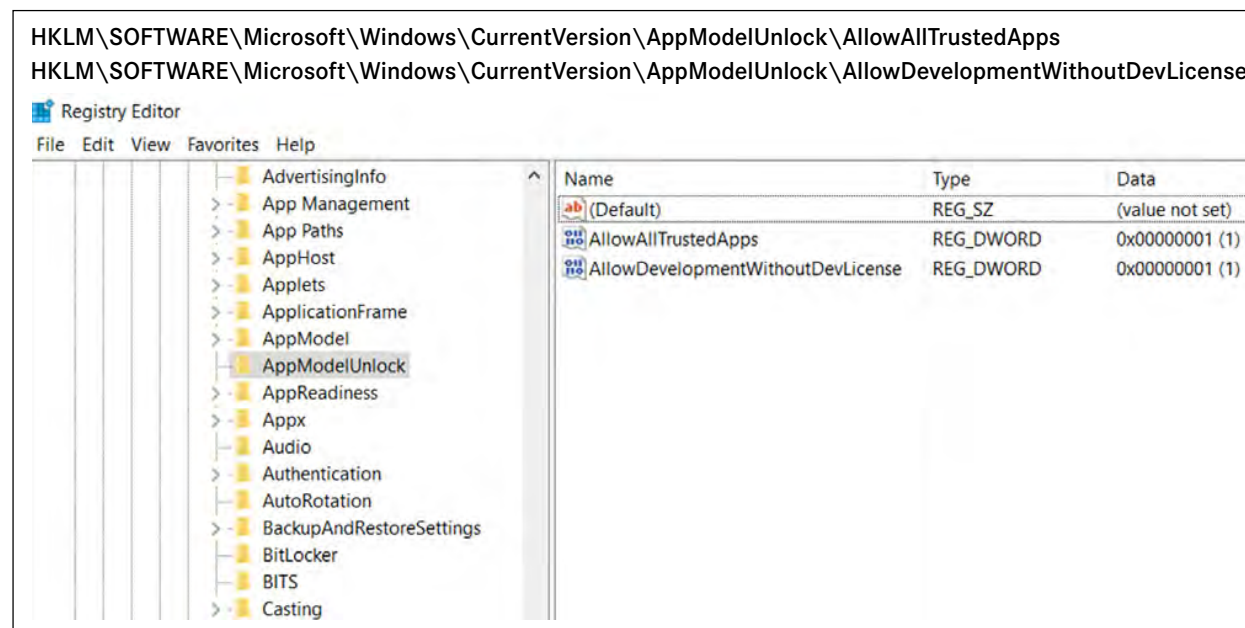 HKLM\SOFTWARE\Microsoft\Windows\CurrentVersion\AppModelUnlock\AllowAllTrustedApps
HKLM\SOFTWARE\Microsoft\Windows\CurrentVersion\AppModelUnlock\AllowDevelopmentWithoutDevLicense
Registry Editor
File Edit View Favorites Help
AdvertisingInfo
App Management
App Paths
AppHost
Applets
ApplicationFrame
AppModel
AppModelUnlock
AppReadiness
Appx
Audio
Authentication
AutoRotation
BackupAndRestoreSettings
BitLocker
BITS
Casting
Name Type Data
(Default) REG_SZ (value not set)
AllowAllTrustedApps REG_DWORD 0x00000001 (1)
AllowDevelopmentWithoutDevLicense REG_DWORD 0x00000001 (1)